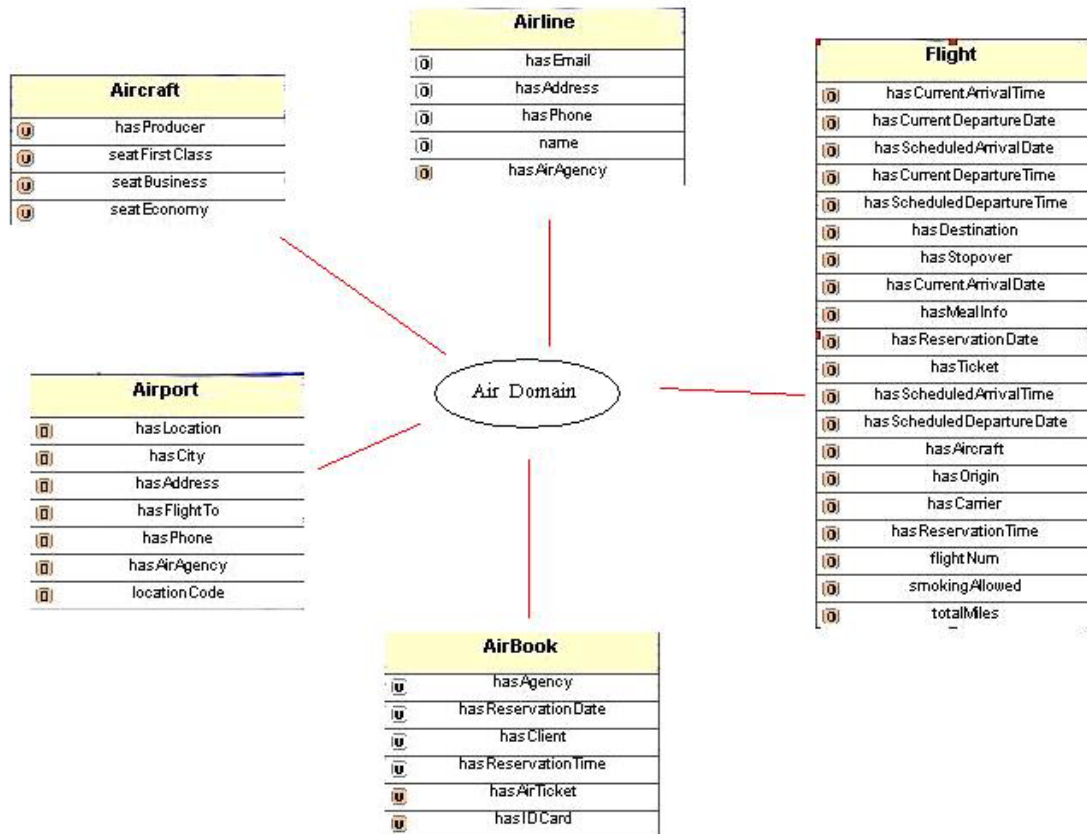 Airline
hasEmail
hasAddress
hasPhone
name
hasAirAgency
Aircraft
hasProducer
seatFirstClass
seatBusiness
seatEconomy
Flight
hasCurrentArrivalTime
hasCurrentDepartureDate
hasScheduledArrivalDate
hasCurrentDepartureTime
hasScheduledDepartureTime
hasDestination
hasStopover
hasCurrentArrivalDate
hasMealInfo
hasReservationDate
hasTicket
hasScheduledArrivalTime
hasScheduledDepartureDate
hasAircraft
hasOrigin
hasCarrier
hasReservationTime
flightNum
smokingAllowed
totalMiles
Air Domain
Airport
hasLocation
hasCity
hasAddress
hasFlightTo
hasPhone
hasAirAgency
locationCode
AirBook
hasAgency
hasReservationDate
hasClient
hasReservationTime
hasAirTicket
hasIDCard